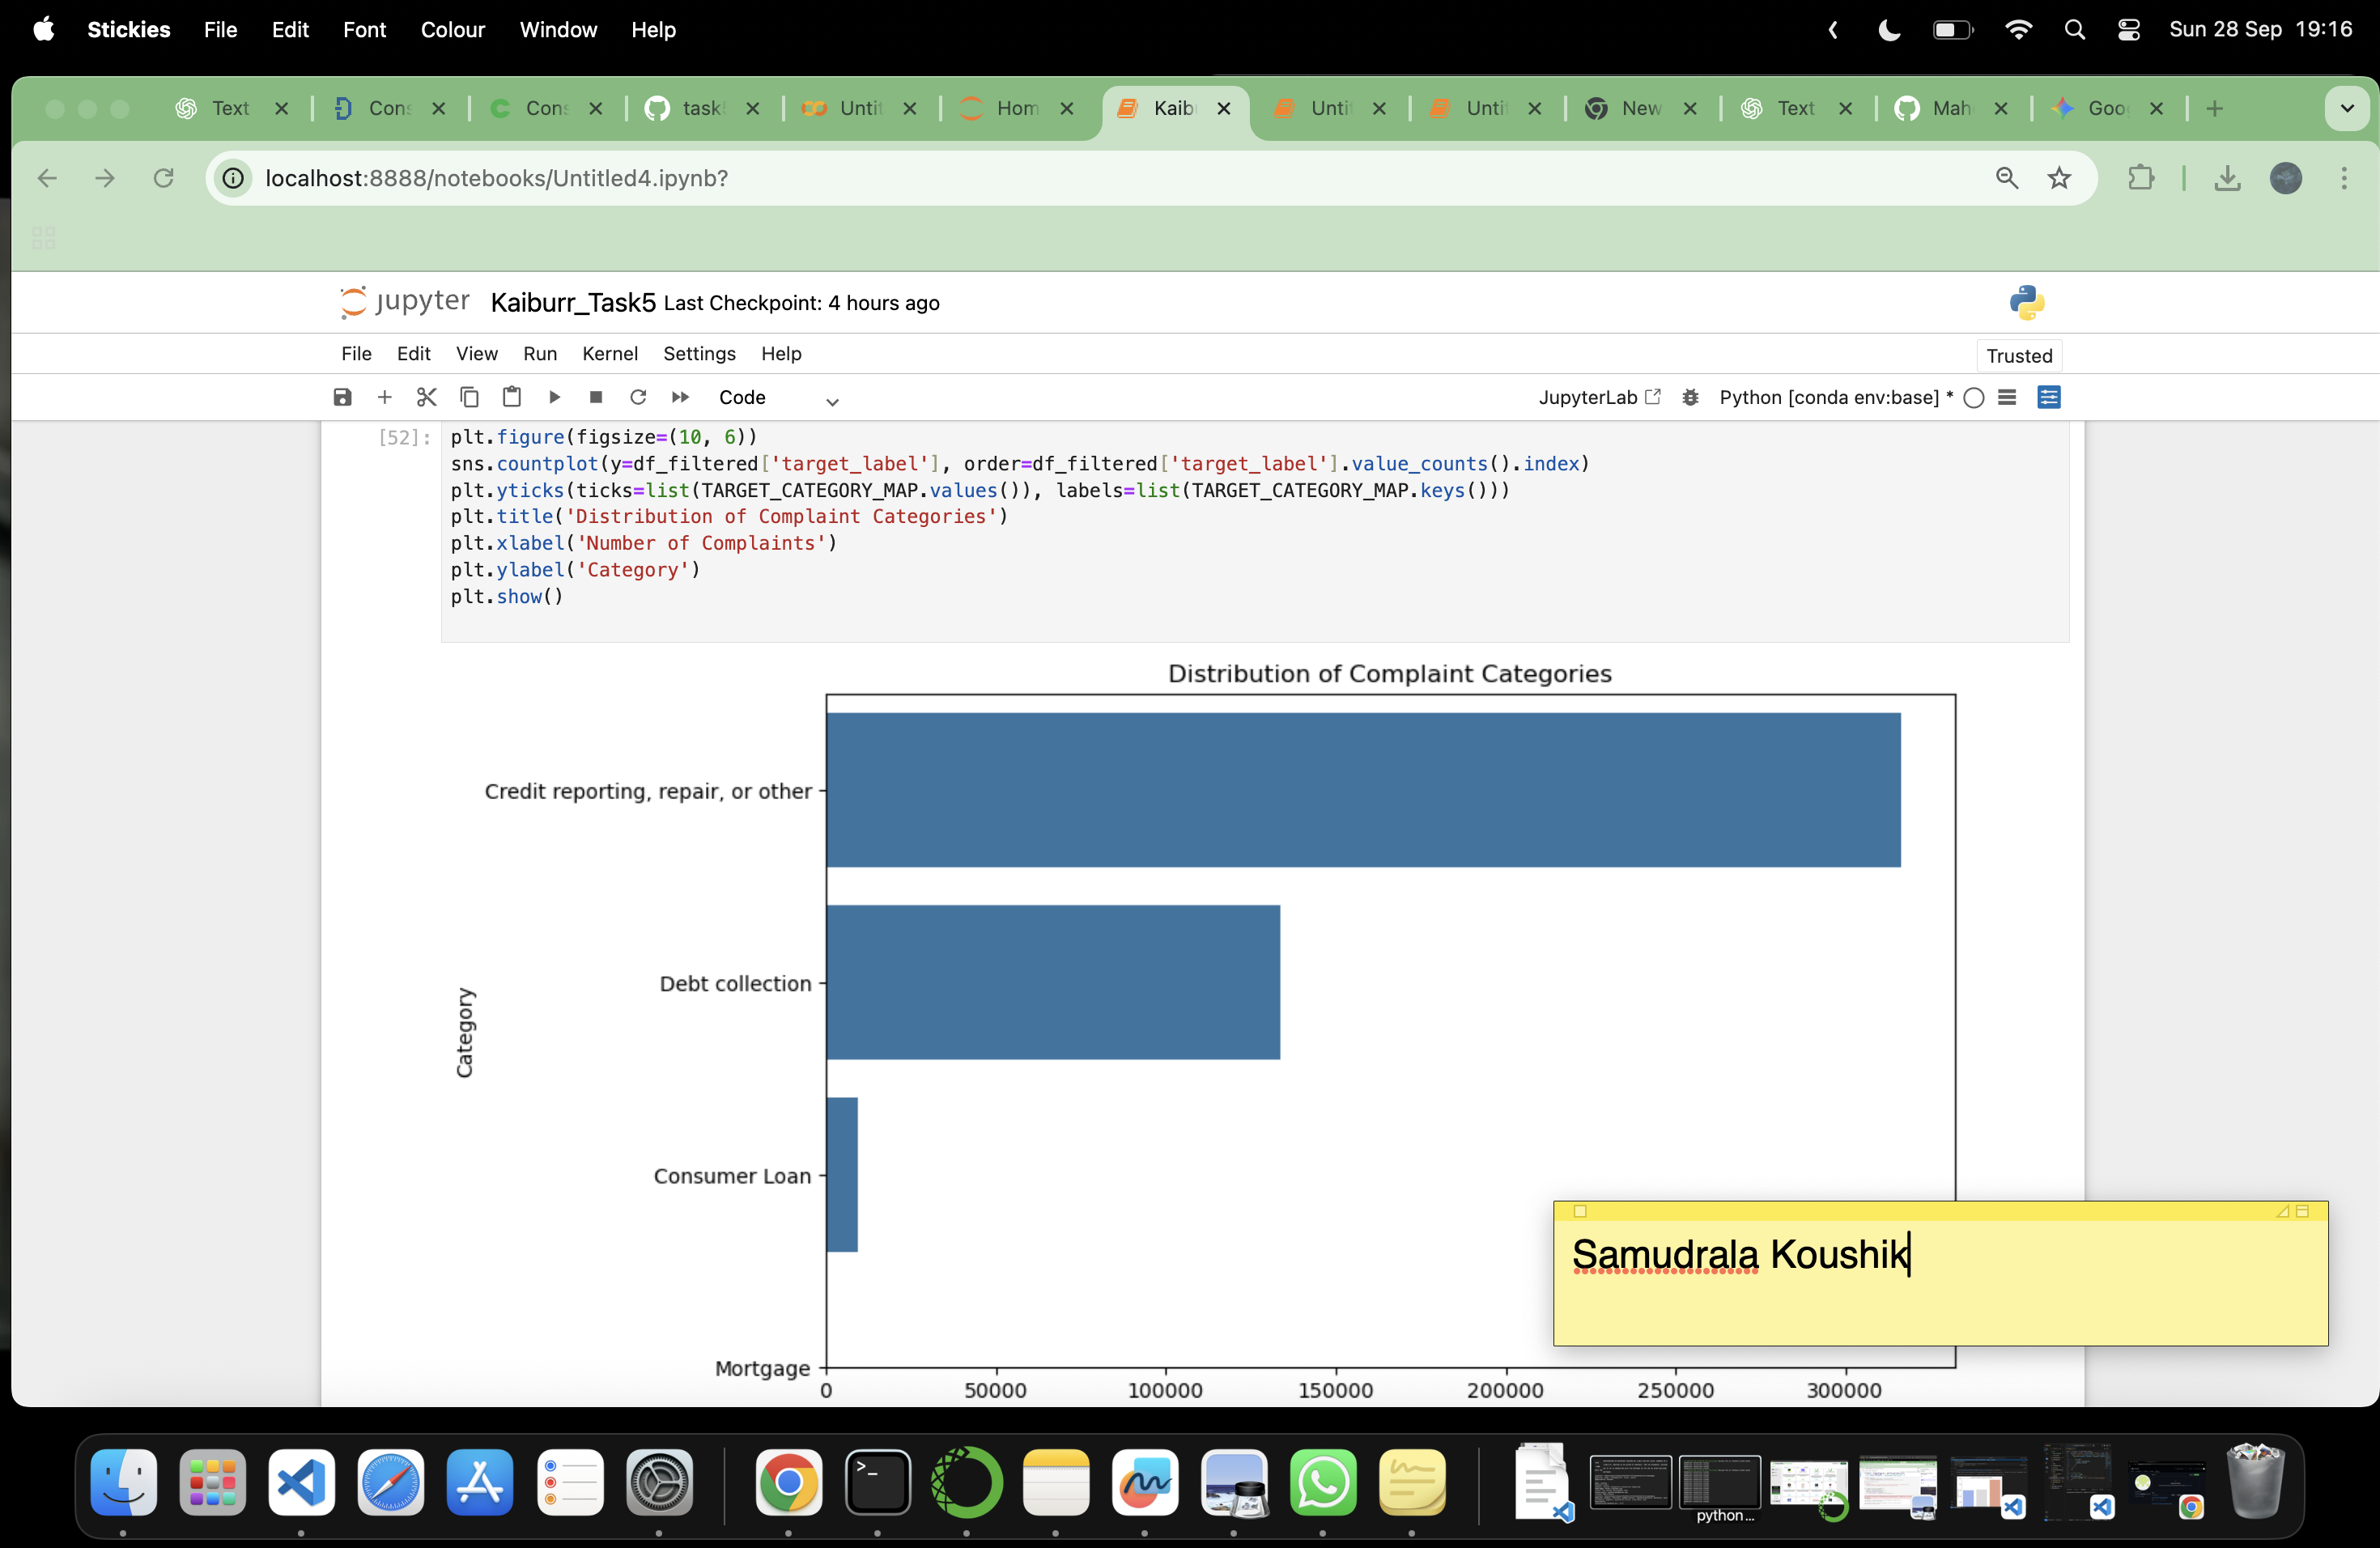 Stickies File Edit Font Colour Window Help Sun 28 Sep 19:16
Text Cons Cons task Untit Hom Kaib Unti Unti New Text Mah Goo
localhost:8888/notebooks/Untitled4.ipynb?
jupyter Kaiburr_Task5 Last Checkpoint: 4 hours ago
File Edit View Run Kernel Settings Help Trusted
Code JupyterLab Python [conda env:base] *
[52]: plt.figure(figsize=(10, 6))
sns.countplot(y=df_filtered['target_label'], order=df_filtered['target_label'].value_counts().index)
plt.yticks(ticks=list(TARGET_CATEGORY_MAP.values()), labels=list(TARGET_CATEGORY_MAP.keys()))
plt.title('Distribution of Complaint Categories')
plt.xlabel('Number of Complaints')
plt.ylabel('Category')
plt.show()
Distribution of Complaint Categories
Credit reporting, repair, or other
Debt collection
Category
Consumer Loan
Samudrala Koushik
Mortgage
0 50000 100000 150000 200000 250000 300000
python...